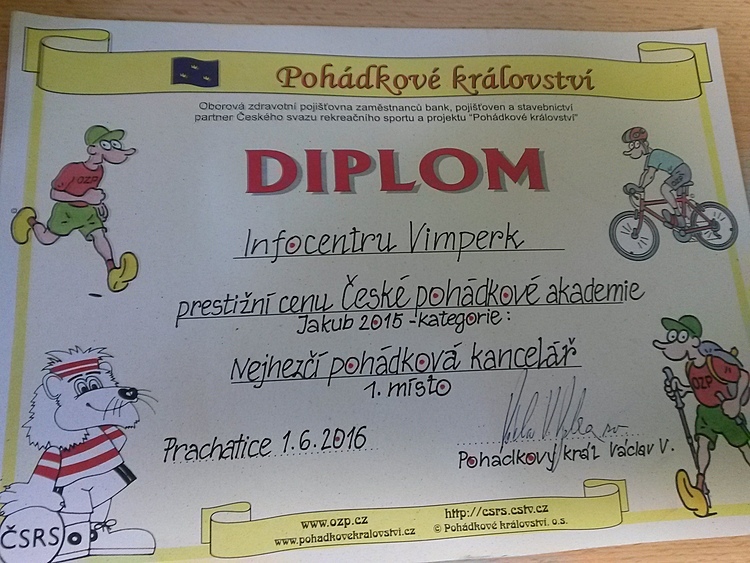 Pohádkové království
Oborová zdravotní pojišťovna zaměstnanců bank, pojišťoven a stavebnictví
partner Českého svazu rekreačního sportu a projektu "Pohádkové království"
DIPLOM
OZP
Infocentru Vimperk
prestižní cenu České pohádkové akademie
Jakub 2015 - kategorie:
Nejhezčí pohádková kancelář
1. místo
OZP
Prachatice 1.6.2016
Pohádkový král Václav V.
ČSRS
www.ozp.cz
http://csrs.cstv.cz
www.pohadkovekralovstvi.cz
© Pohádkové království, o.s.